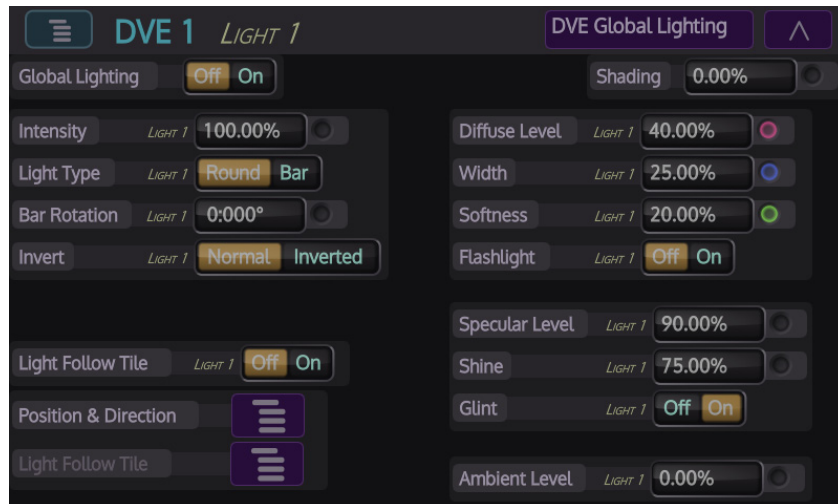 DVE 1 LIGHT 1 DVE Global Lighting
Global Lighting Off On
Shading 0.00%
Intensity LIGHT 1 100.00%
Light Type LIGHT 1 Round Bar
Bar Rotation LIGHT 1 0:000°
Invert LIGHT 1 Normal Inverted
Diffuse Level LIGHT 1 40.00%
Width LIGHT 1 25.00%
Softness LIGHT 1 20.00%
Flashlight LIGHT 1 Off On
Light Follow Tile LIGHT 1 Off On
Position & Direction
Light Follow Tile
Specular Level LIGHT 1 90.00%
Shine LIGHT 1 75.00%
Glint LIGHT 1 Off On
Ambient Level LIGHT 1 0.00%